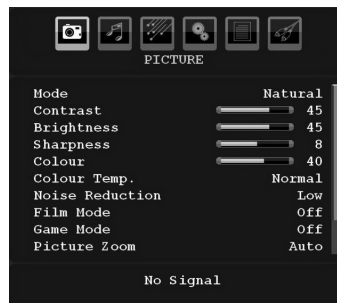 PICTURE
Mode Natural
Contrast 45
Brightness 45
Sharpness 8
Colour 40
Colour Temp. Normal
Noise Reduction Low
Film Mode Off
Game Mode Off
Picture Zoom Auto
No Signal